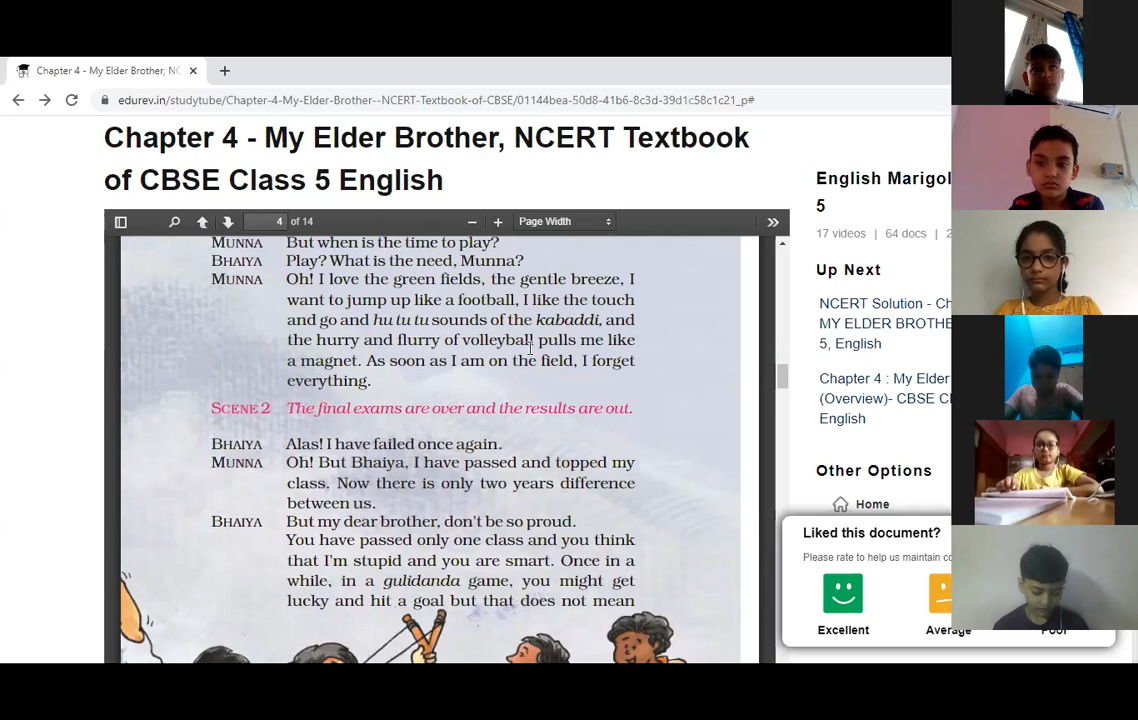 Chapter 4 - My Elder Brother, NC
edurev.in/studytube/Chapter-4-My-Elder-Brother--NCERT-Textbook-of-CBSE/01144bea-50d8-41b6-8c3d-39d1c58c1c21_p#
Chapter 4 - My Elder Brother, NCERT Textbook
of CBSE Class 5 English
4 of 14
Page Width
MUNNA But when is the time to play?
BHAIYA Play? What is the need, Munna?
MUNNA Oh! I love the green fields, the gentle breeze, I
want to jump up like a football, I like the touch
and go and hu tu tu sounds of the kabaddi, and
the hurry and flurry of volleyball pulls me like
a magnet. As soon as I am on the field, I forget
everything.
SCENE 2 The final exams are over and the results are out.
BHAIYA Alas! I have failed once again.
MUNNA Oh! But Bhaiya, I have passed and topped my
class. Now there is only two years difference
between us.
BHAIYA But my dear brother, don't be so proud.
You have passed only one class and you think
that I'm stupid and you are smart. Once in a
while, in a gulidanda game, you might get
lucky and hit a goal but that does not mean
English Marigol
5
17 videos | 64 docs | 2
Up Next
NCERT Solution - Ch
MY ELDER BROTHE
5, English
Chapter 4 : My Elder
(Overview)- CBSE C
English
Other Options
Home
Liked this document?
Please rate to help us maintain co
Excellent
Average
Poor